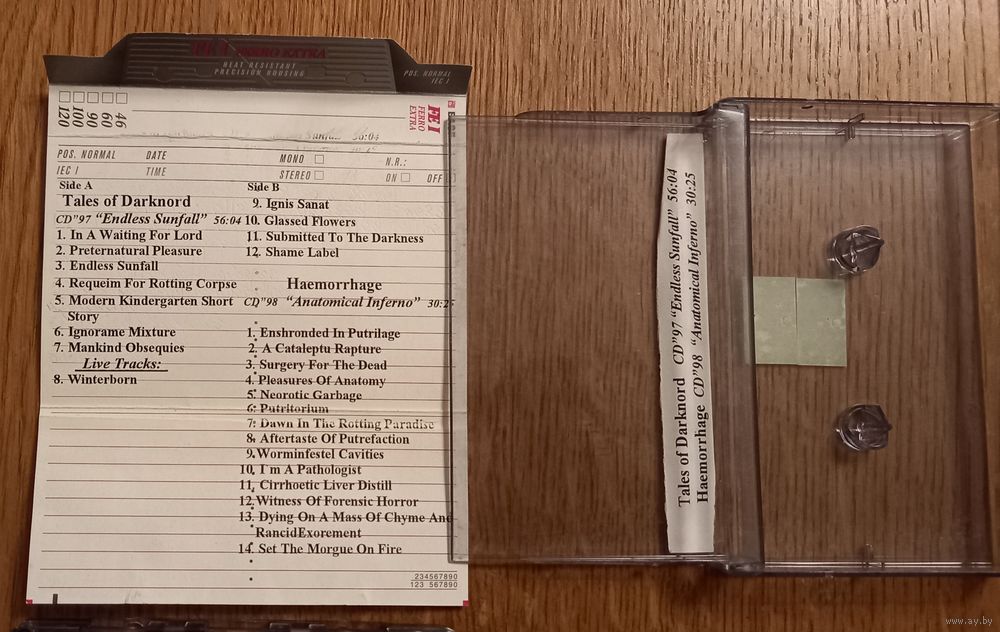 FE I FERRO EXTRA
HEAT RESISTANT
PRECISION HOUSING
POS. NORMAL
IEC I
46
60
90
100
120
FE I
FERRO
EXTRA
56:04
POS. NORMAL DATE MONO N.R.:
IEC I TIME STEREO ON OFF
Side A
Tales of Darknord
CD"97 “Endless Sunfall” 56:04
1. In A Waiting For Lord
2. Preternatural Pleasure
3. Endless Sunfall
4. Requeim For Rotting Corpse
5. Modern Kindergarten Short
Story
6. Ignorame Mixture
7. Mankind Obsequies
Live Tracks:
8. Winterborn
Side B
9. Ignis Sanat
10. Glassed Flowers
11. Submitted To The Darkness
12. Shame Label
Haemorrhage
CD"98 “Anatomical Inferno” 30:25
1. Enshronded In Putrilage
2. A Cataleptu Rapture
3. Surgery For The Dead
4. Pleasures Of Anatomy
5. Neorotic Garbage
6. Putritorium
7. Dawn In The Rotting Paradise
8. Aftertaste Of Putrefaction
9. Worminfestel Cavities
10. I'm A Pathologist
11. Cirrhoetic Liver Distill
12. Witness Of Forensic Horror
13. Dying On A Mass Of Chyme And
RancidExorement
14. Set The Morgue On Fire
234567890
123 567890
Tales of Darknord CD"97 “Endless Sunfall” 56:04
Haemorrhage CD"98 “Anatomical Inferno” 30:25
www.ay.by